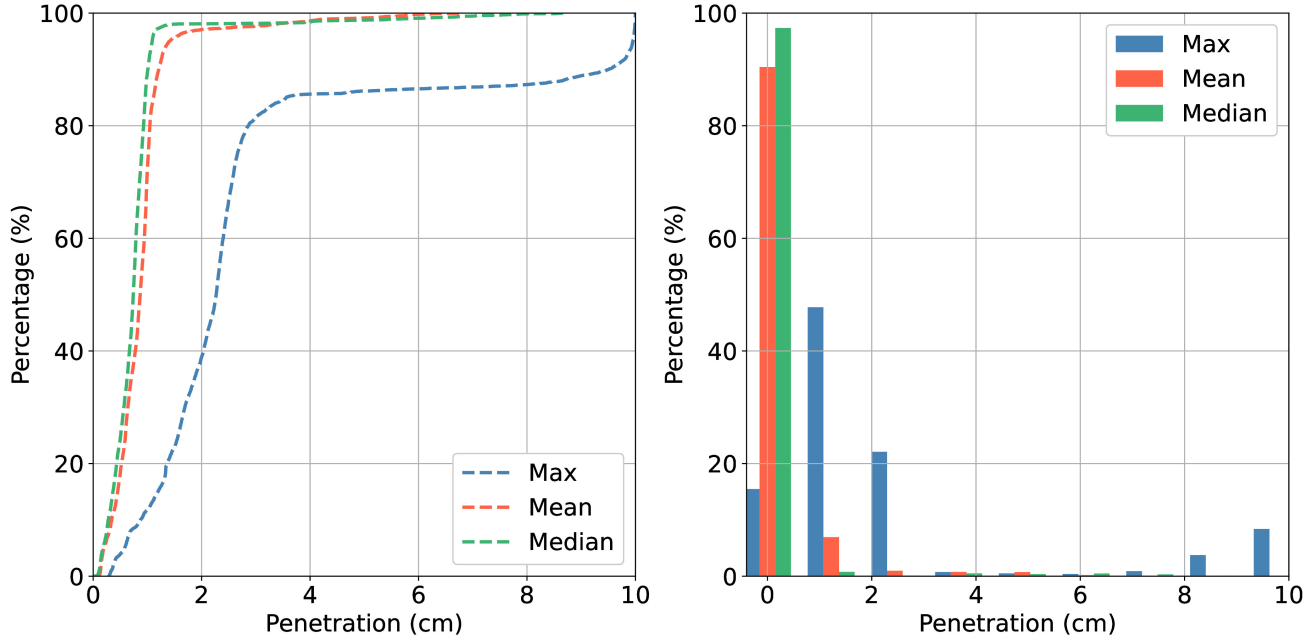 100
80
60
40
20
0
Percentage (%)
0 2 4 6 8 10
Penetration (cm)
Max
Mean
Median
100
80
60
40
20
0
Percentage (%)
0 2 4 6 8 10
Penetration (cm)
Max
Mean
Median